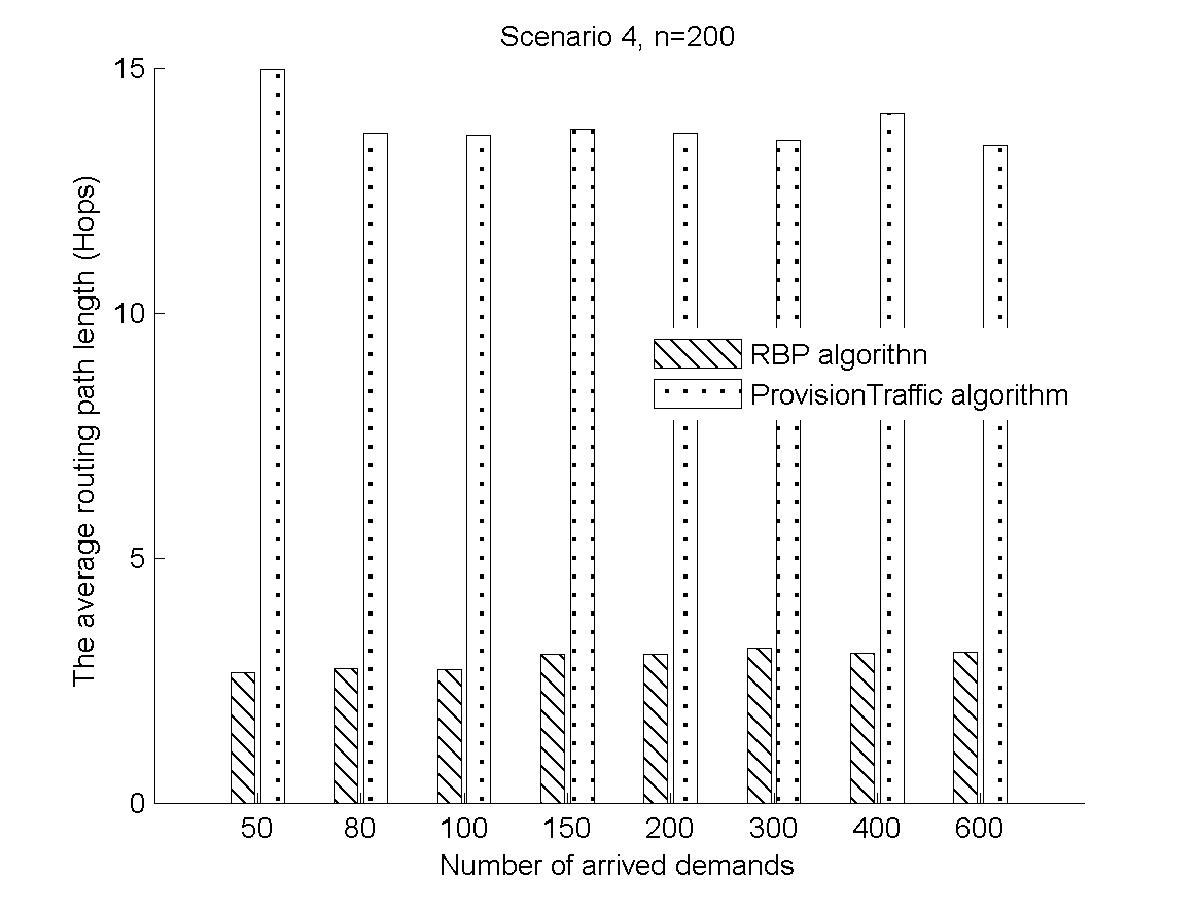 Scenario 4, n=200
The average routing path length (Hops)
15
10
5
0
RBP algorithn
ProvisionTraffic algorithm
50 80 100 150 200 300 400 600
Number of arrived demands